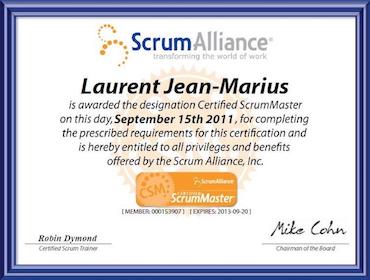 ScrumAlliance®
transforming the world of work
Laurent Jean-Marius
is awarded the designation Certified ScrumMaster
on this day, September 15th 2011, for completing
the prescribed requirements for this certification and
is hereby entitled to all privileges and benefits
offered by the Scrum Alliance, Inc.
CSM
ScrumAlliance
CERTIFIED
ScrumMaster
[ MEMBER: 000153907 ] [ EXPIRES: 2013-09-20 ]
Robin Dymond Mike Cohn
Certified Scrum Trainer Chairman of the Board